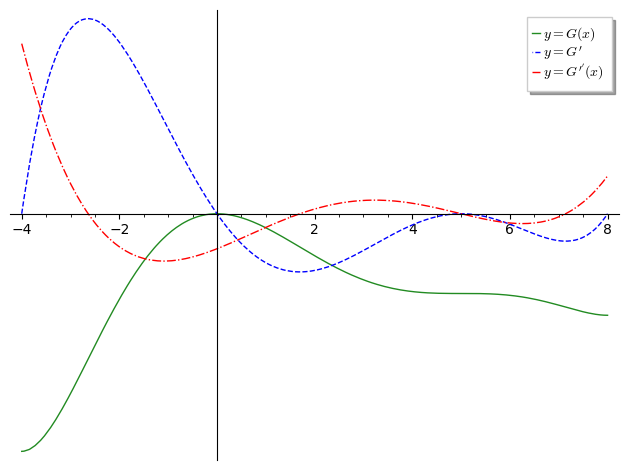 y = G(x)
y = G'
y = G''(x)
−4 −2 2 4 6 8